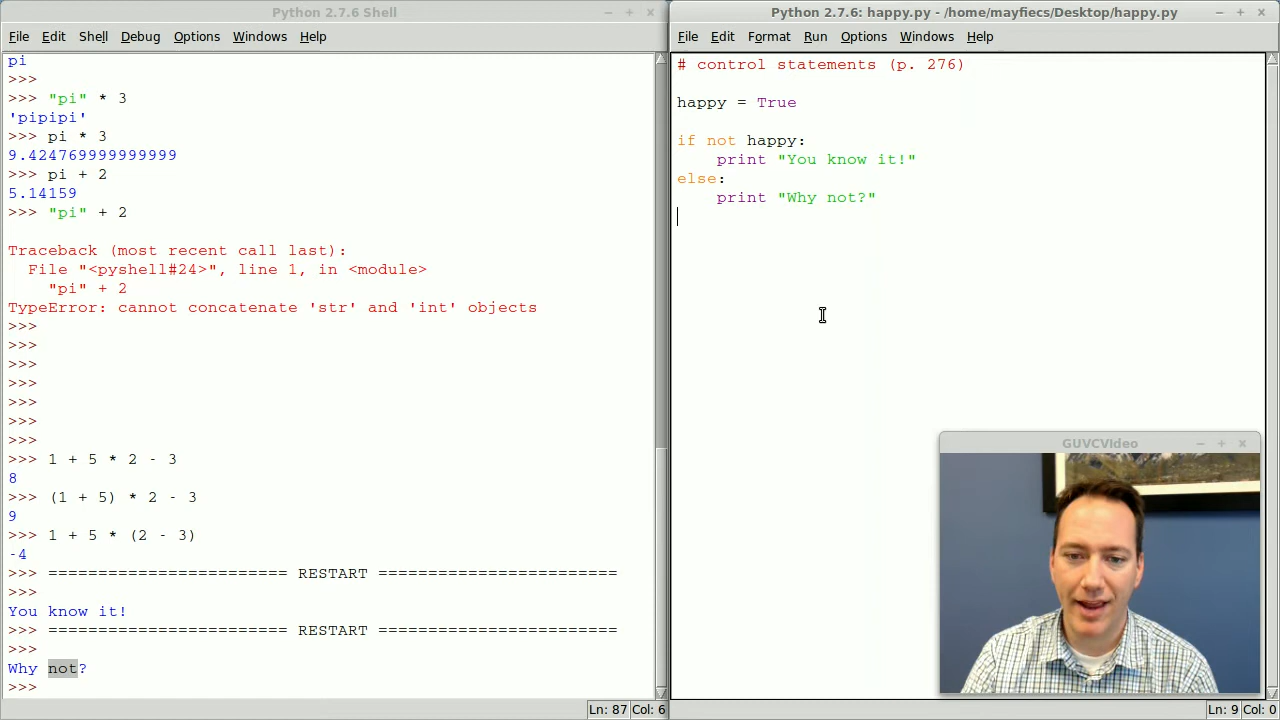 Python 2.7.6 Shell
File Edit Shell Debug Options Windows Help
pi
>>>
>>> "pi" * 3
'pipipi'
>>> pi * 3
9.424769999999999
>>> pi + 2
5.14159
>>> "pi" + 2
Traceback (most recent call last):
File "<pyshell#24>", line 1, in <module>
"pi" + 2
TypeError: cannot concatenate 'str' and 'int' objects
>>>
>>>
>>>
>>>
>>>
>>>
>>>
>>> 1 + 5 * 2 - 3
8
>>> (1 + 5) * 2 - 3
9
>>> 1 + 5 * (2 - 3)
-4
>>> ======================== RESTART ========================
>>>
You know it!
>>> ======================== RESTART ========================
>>>
Why not?
>>>
Ln: 87 Col: 6
Python 2.7.6: happy.py - /home/mayfiecs/Desktop/happy.py
File Edit Format Run Options Windows Help
# control statements (p. 276)
happy = True
if not happy:
print "You know it!"
else:
print "Why not?"
GUVCVideo
Ln: 9 Col: 0